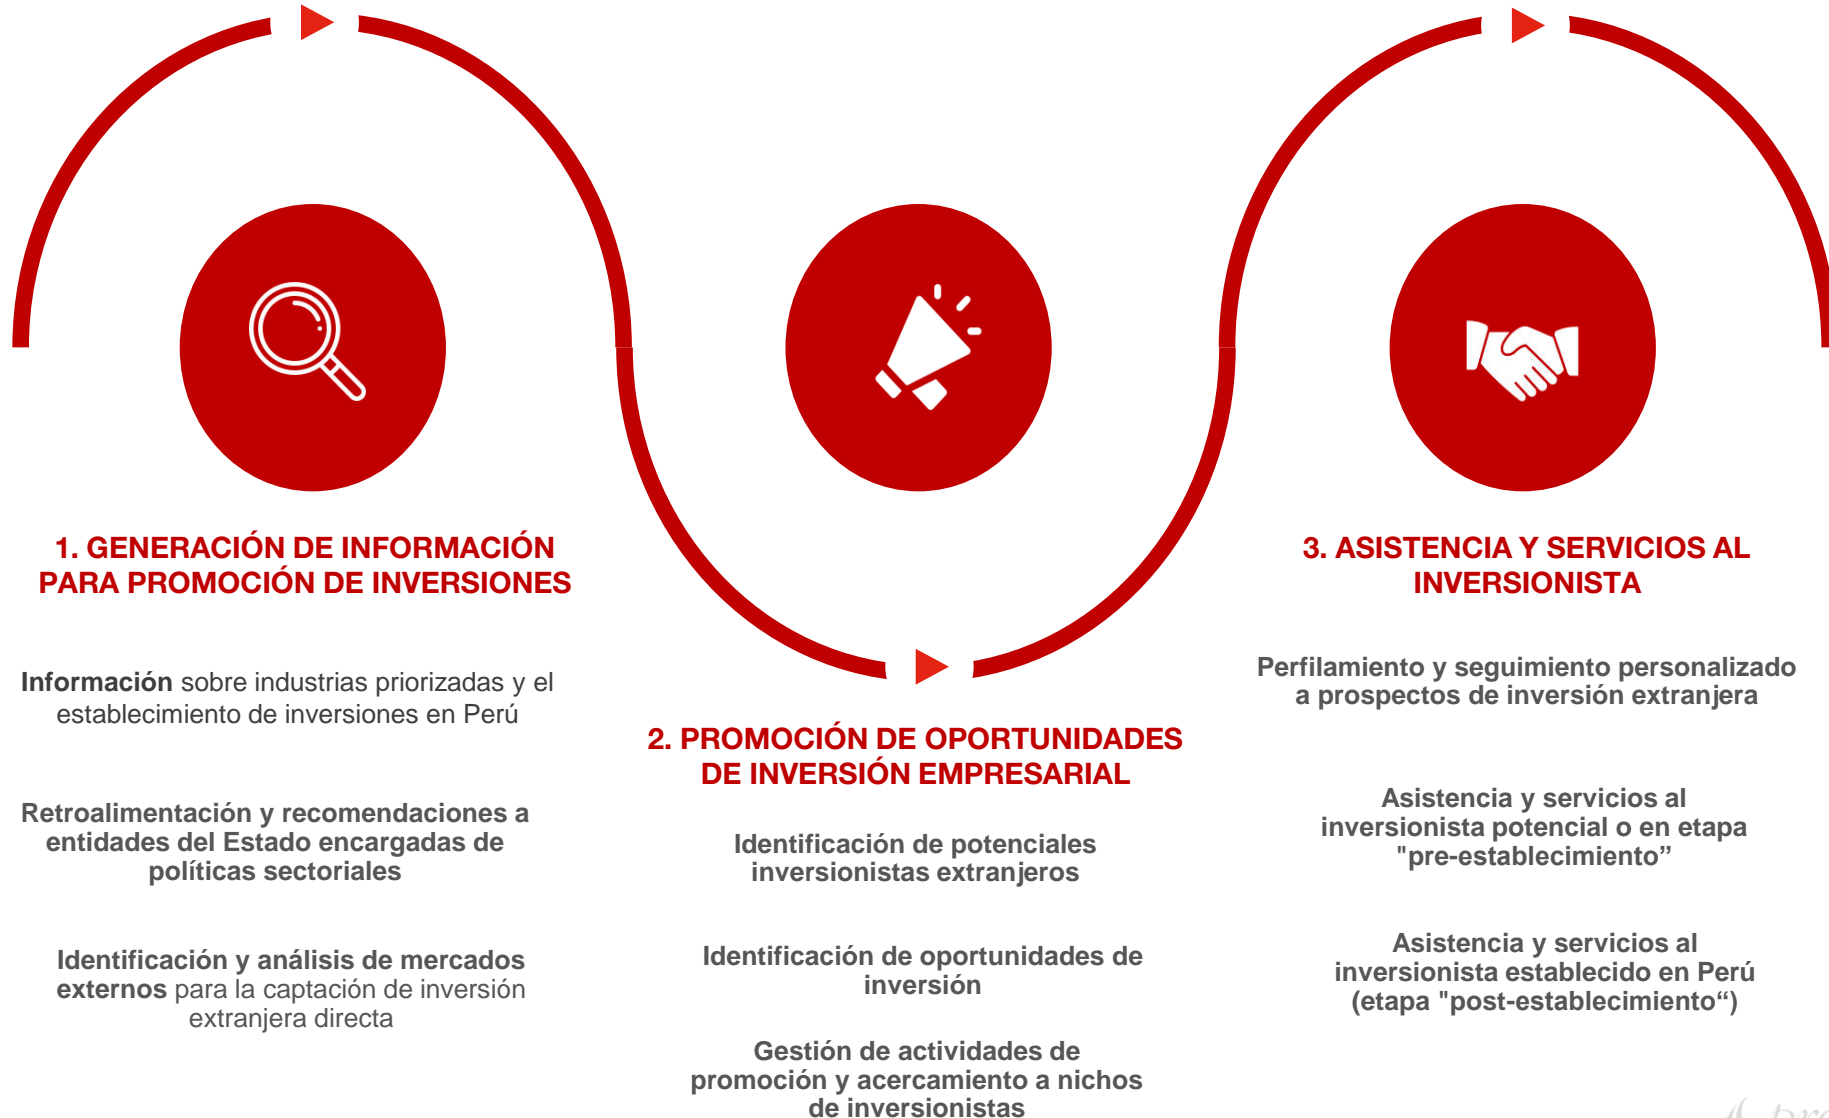 1. GENERACIÓN DE INFORMACIÓN
PARA PROMOCIÓN DE INVERSIONES
Información sobre industrias priorizadas y el
establecimiento de inversiones en Perú
Retroalimentación y recomendaciones a
entidades del Estado encargadas de
políticas sectoriales
Identificación y análisis de mercados
externos para la captación de inversión
extranjera directa
2. PROMOCIÓN DE OPORTUNIDADES
DE INVERSIÓN EMPRESARIAL
Identificación de potenciales
inversionistas extranjeros
Identificación de oportunidades de
inversión
Gestión de actividades de
promoción y acercamiento a nichos
de inversionistas
3. ASISTENCIA Y SERVICIOS AL
INVERSIONISTA
Perfilamiento y seguimiento personalizado
a prospectos de inversión extranjera
Asistencia y servicios al
inversionista potencial o en etapa
"pre-establecimiento”
Asistencia y servicios al
inversionista establecido en Perú
(etapa "post-establecimiento“)